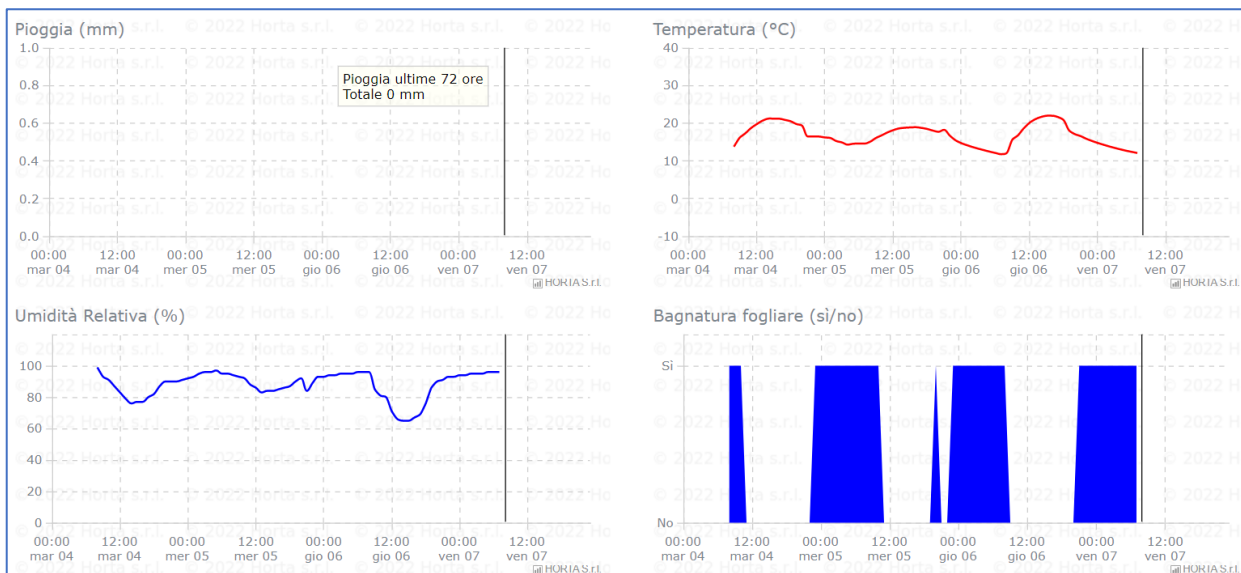 Pioggia (mm)
1.0
0.8
0.6
0.4
0.2
0.0
Pioggia ultime 72 ore
Totale 0 mm
00:00 12:00 00:00 12:00 00:00 12:00 00:00 12:00
mar 04 mar 04 mer 05 mer 05 gio 06 gio 06 ven 07 ven 07
HORTA S.r.l.
Temperatura (°C)
40
30
20
10
0
-10
00:00 12:00 00:00 12:00 00:00 12:00 00:00 12:00
mar 04 mar 04 mer 05 mer 05 gio 06 gio 06 ven 07 ven 07
HORTA S.r.l.
Umidità Relativa (%)
100
80
60
40
20
0
00:00 12:00 00:00 12:00 00:00 12:00 00:00 12:00
mar 04 mar 04 mer 05 mer 05 gio 06 gio 06 ven 07 ven 07
HORTA S.r.l.
Bagnatura fogliare (sì/no)
Sì
No
00:00 12:00 00:00 12:00 00:00 12:00 00:00 12:00
mar 04 mar 04 mer 05 mer 05 gio 06 gio 06 ven 07 ven 07
HORTA S.r.l.
© 2022 Horta s.r.l.